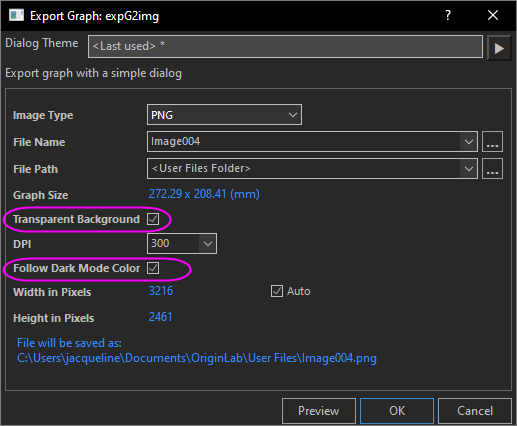 Export Graph: expG2img
?
Dialog Theme <Last used> *
Export graph with a simple dialog
Image Type PNG
File Name Image004 ...
File Path <User Files Folder> ...
Graph Size 272.29 x 208.41 (mm)
Transparent Background
DPI 300
Follow Dark Mode Color
Width in Pixels 3216 Auto
Height in Pixels 2461
File will be saved as:
C:\Users\jacqueline\Documents\OriginLab\User Files\Image004.png
Preview OK Cancel